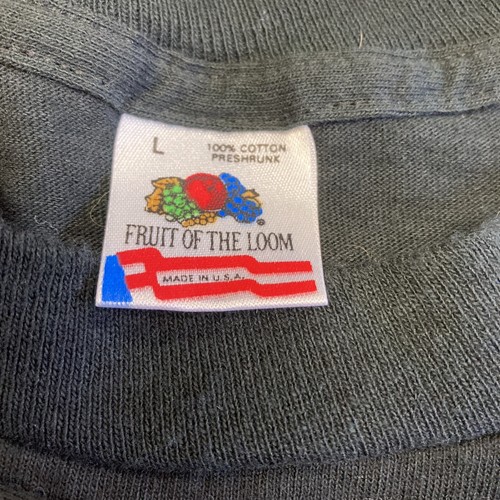 L
100% COTTON
PRESHRUNK
FRUIT OF THE LOOM
MADE IN U.S.A.